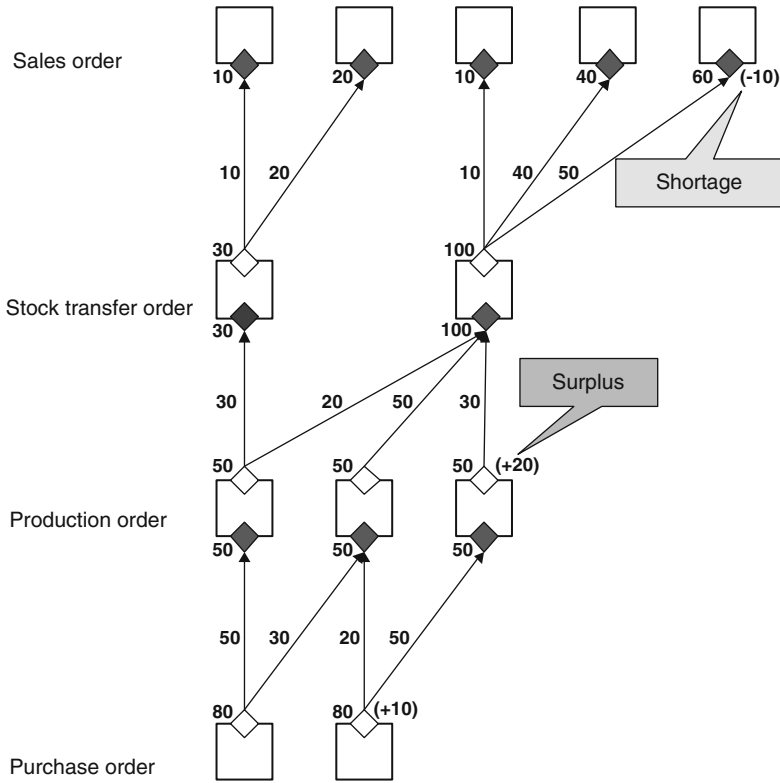 Sales order
10 20 10 40 60 (-10)
10 20 10 40 50
Shortage
30 100
Stock transfer order
30 100
Surplus
30 20 50 30
50 50 50 (+20)
Production order
50 50 50
50 30 20 50
80 80 (+10)
Purchase order